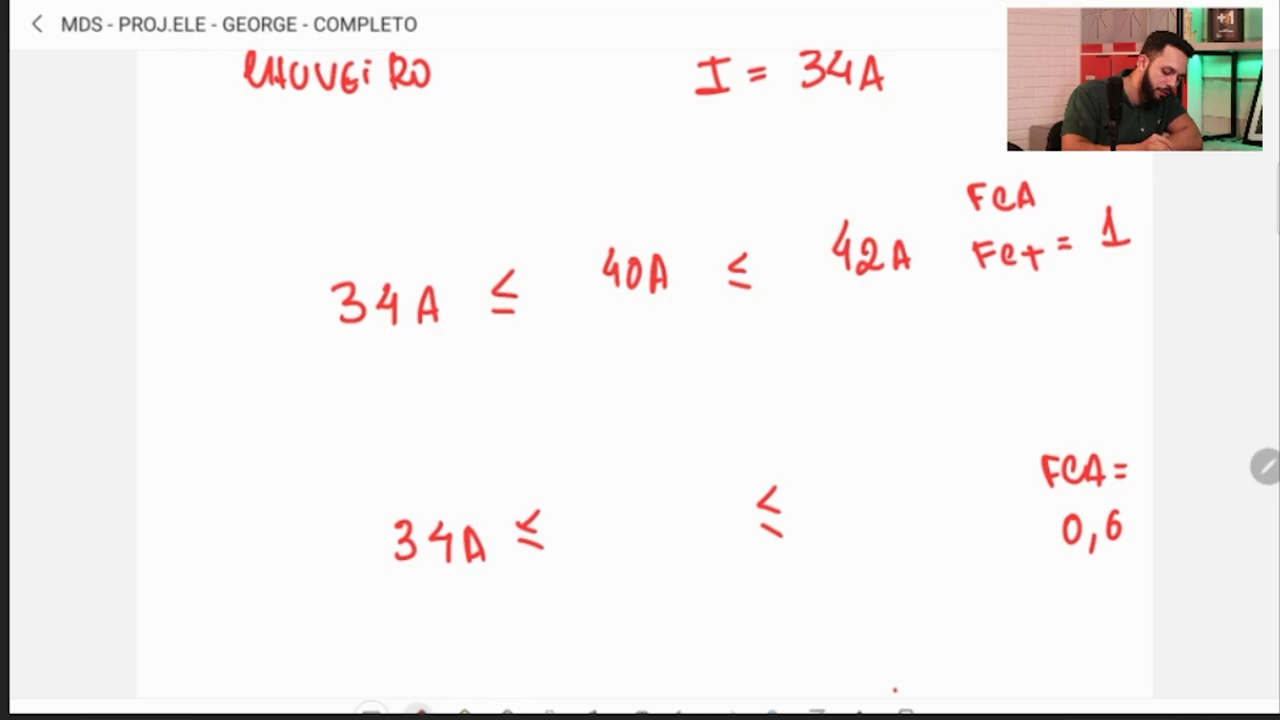 MDS - PROJ.ELE - GEORGE - COMPLETO
CHUVEIRO
I = 34A
FCA
34A ≤ 40A ≤ 42A FCT = 1
FCA =
0,6
34A ≤ ≤